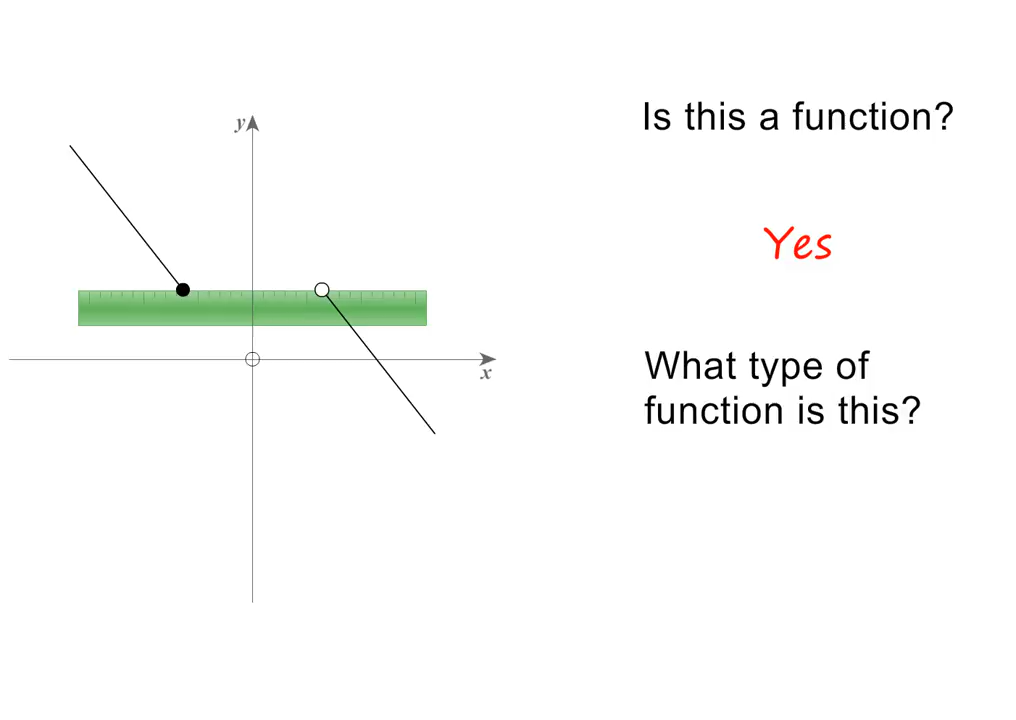 Is this a function?
y
Yes
x
What type of
function is this?